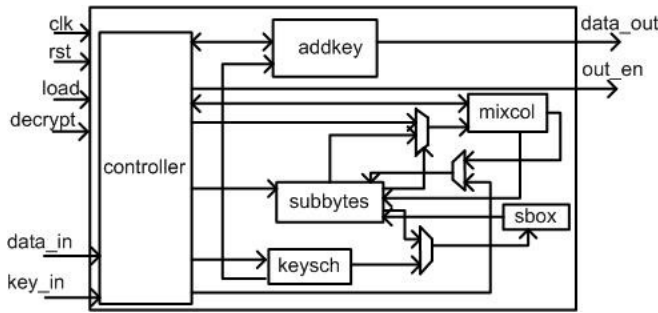 clk
rst
load
decrypt
data_in
key_in
controller
addkey
mixcol
subbytes
sbox
keysch
data_out
out_en